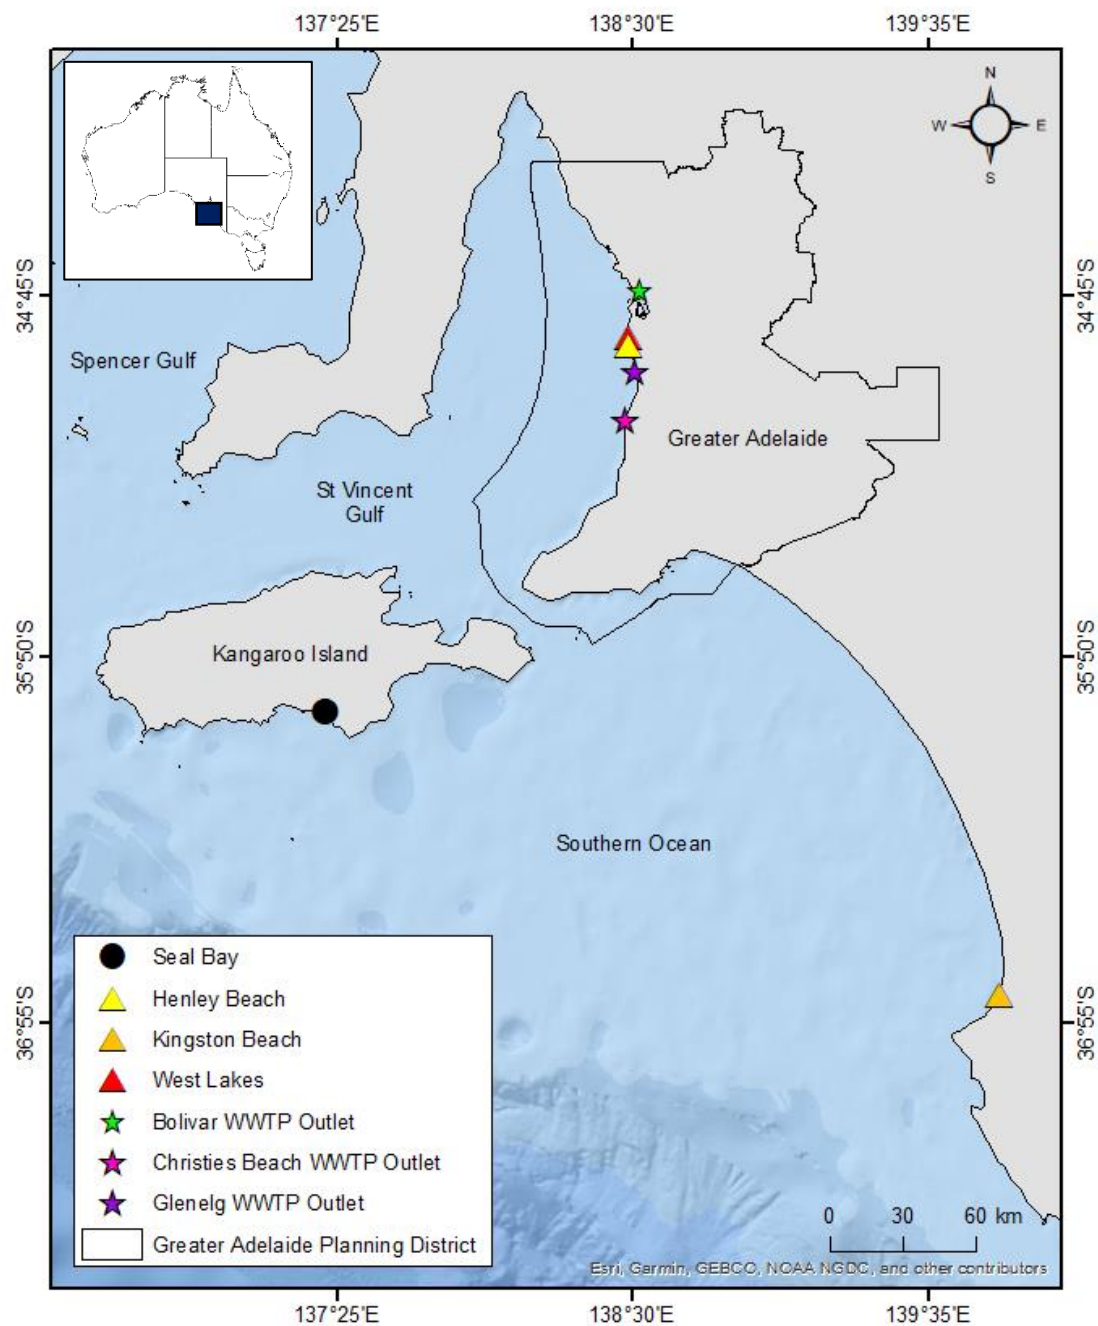 137°25'E 138°30'E 139°35'E
N
W E
S
34°45'S 34°45'S
Spencer Gulf
Greater Adelaide
St Vincent
Gulf
Kangaroo Island
35°50'S 35°50'S
Southern Ocean
Seal Bay
Henley Beach
Kingston Beach
West Lakes
Bolivar WWTP Outlet
Christies Beach WWTP Outlet
Glenelg WWTP Outlet
Greater Adelaide Planning District
36°55'S 36°55'S
0 30 60 km
Esri, Garmin, GEBCO, NOAA NGDC, and other contributors
137°25'E 138°30'E 139°35'E